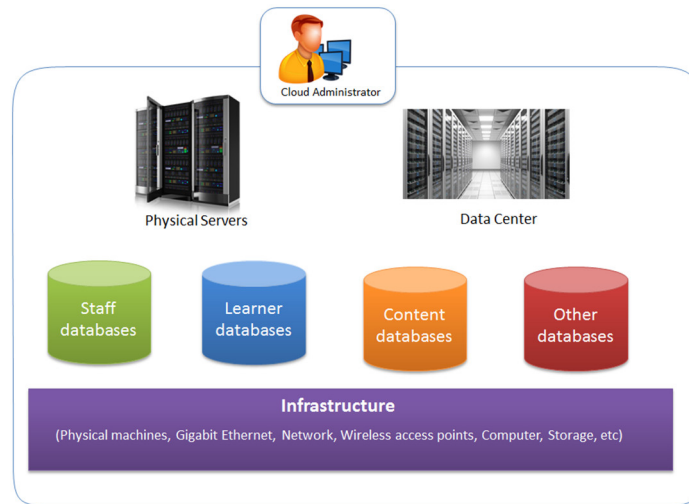 Cloud Administrator
Physical Servers
Data Center
Staff
databases
Learner
databases
Content
databases
Other
databases
Infrastructure
(Physical machines, Gigabit Ethernet, Network, Wireless access points, Computer, Storage, etc)